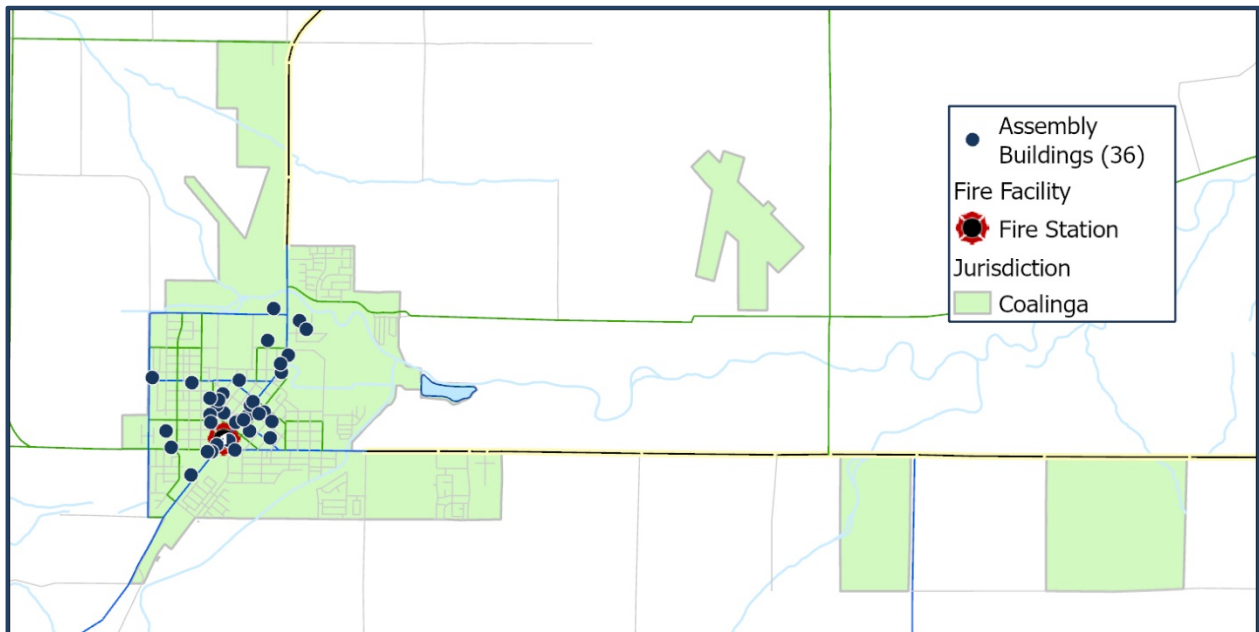 Assembly
Buildings (36)
Fire Facility
Fire Station
Jurisdiction
Coalinga